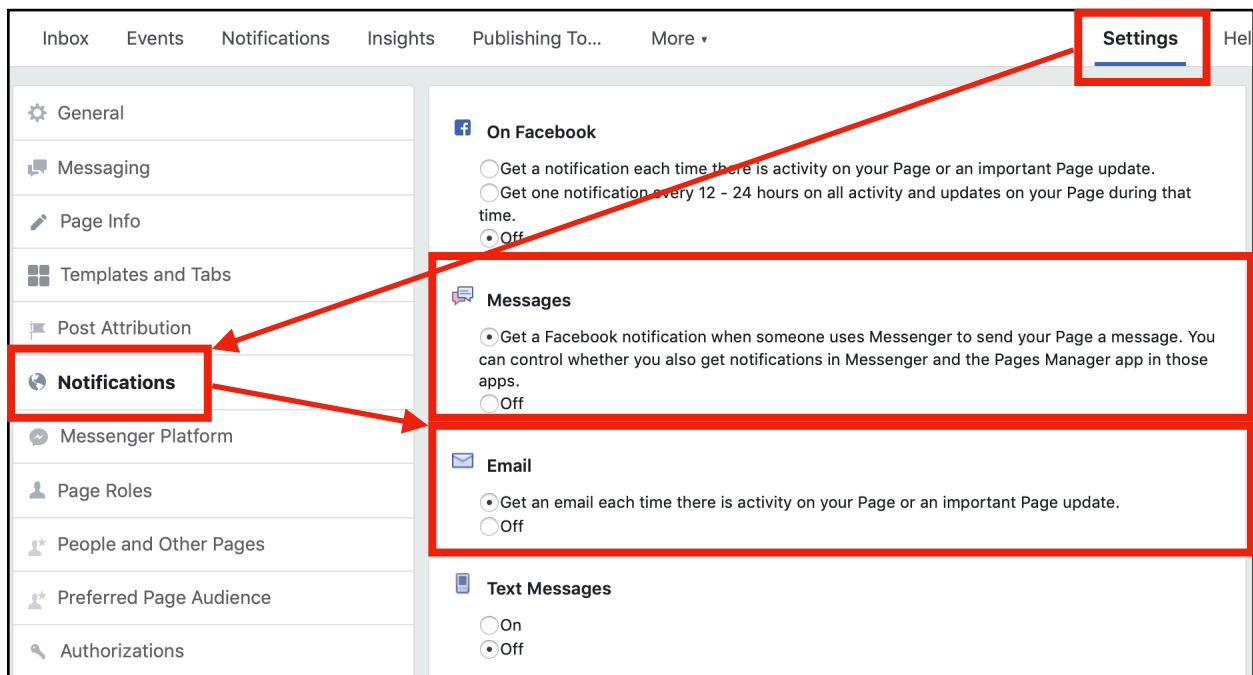 Inbox Events Notifications Insights Publishing To... More Settings Hel
General
Messaging
Page Info
Templates and Tabs
Post Attribution
Notifications
Messenger Platform
Page Roles
People and Other Pages
Preferred Page Audience
Authorizations
On Facebook
Get a notification each time there is activity on your Page or an important Page update.
Get one notification every 12 - 24 hours on all activity and updates on your Page during that
time.
Off
Messages
Get a Facebook notification when someone uses Messenger to send your Page a message. You
can control whether you also get notifications in Messenger and the Pages Manager app in those
apps.
Off
Email
Get an email each time there is activity on your Page or an important Page update.
Off
Text Messages
On
Off